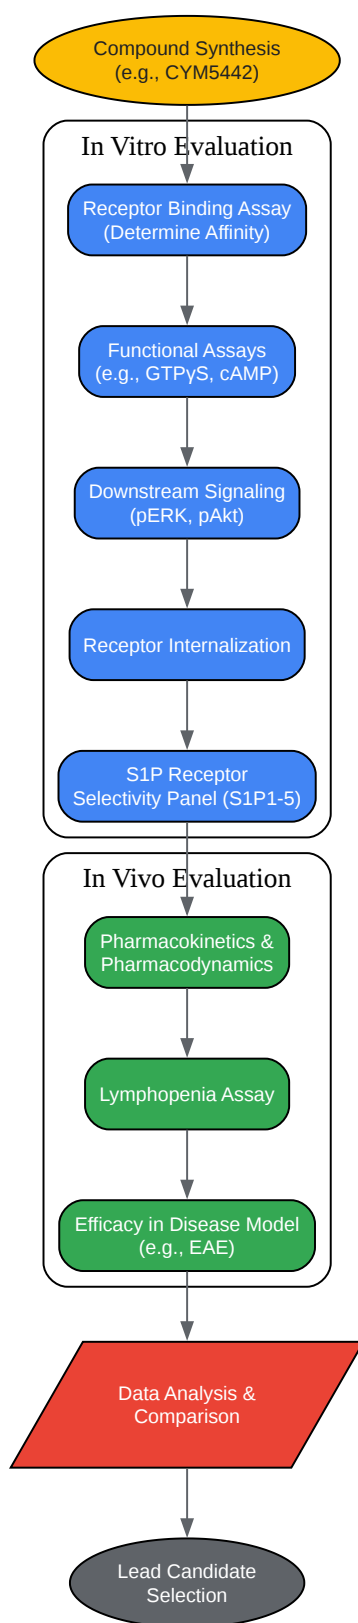 Compound Synthesis
(e.g., CYM5442)
In Vitro Evaluation
Receptor Binding Assay
(Determine Affinity)
Functional Assays
(e.g., GTPγS, cAMP)
Downstream Signaling
(pERK, pAkt)
Receptor Internalization
S1P Receptor
Selectivity Panel (S1P1-5)
In Vivo Evaluation
Pharmacokinetics &
Pharmacodynamics
Lymphopenia Assay
Efficacy in Disease Model
(e.g., EAE)
Data Analysis &
Comparison
Lead Candidate
Selection